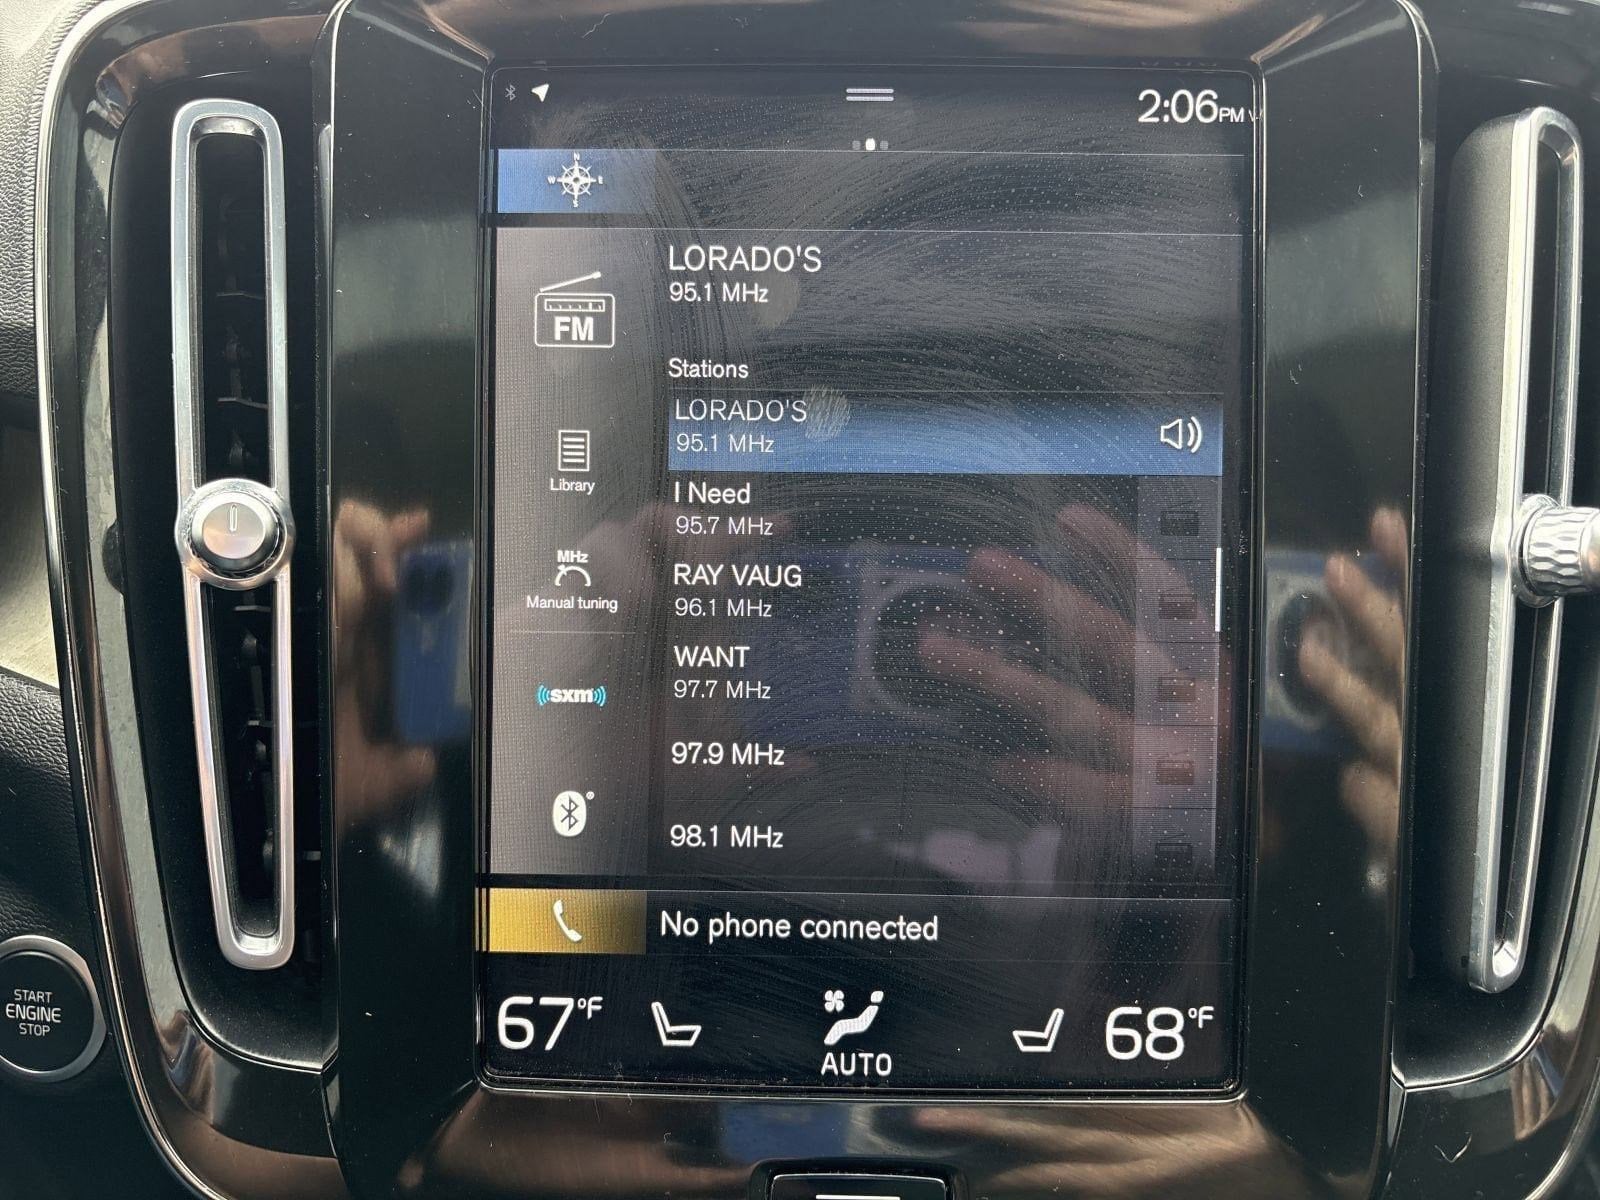 2:06PM
N
W E
S
LORADO'S
95.1 MHz
FM
Stations
LORADO'S
95.1 MHz
Library
I Need
95.7 MHz
MHz
Manual tuning
RAY VAUG
96.1 MHz
WANT
97.7 MHz
((sxm))
97.9 MHz
98.1 MHz
No phone connected
START
ENGINE
STOP
67°F
AUTO
68°F